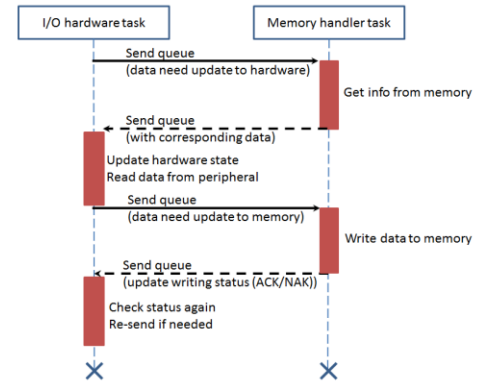 I/O hardware task
Memory handler task
Send queue
(data need update to hardware)
Get info from memory
Send queue
(with corresponding data)
Update hardware state
Read data from peripheral
Send queue
(data need update to memory)
Write data to memory
Send queue
(update writing status (ACK/NAK))
Check status again
Re-send if needed